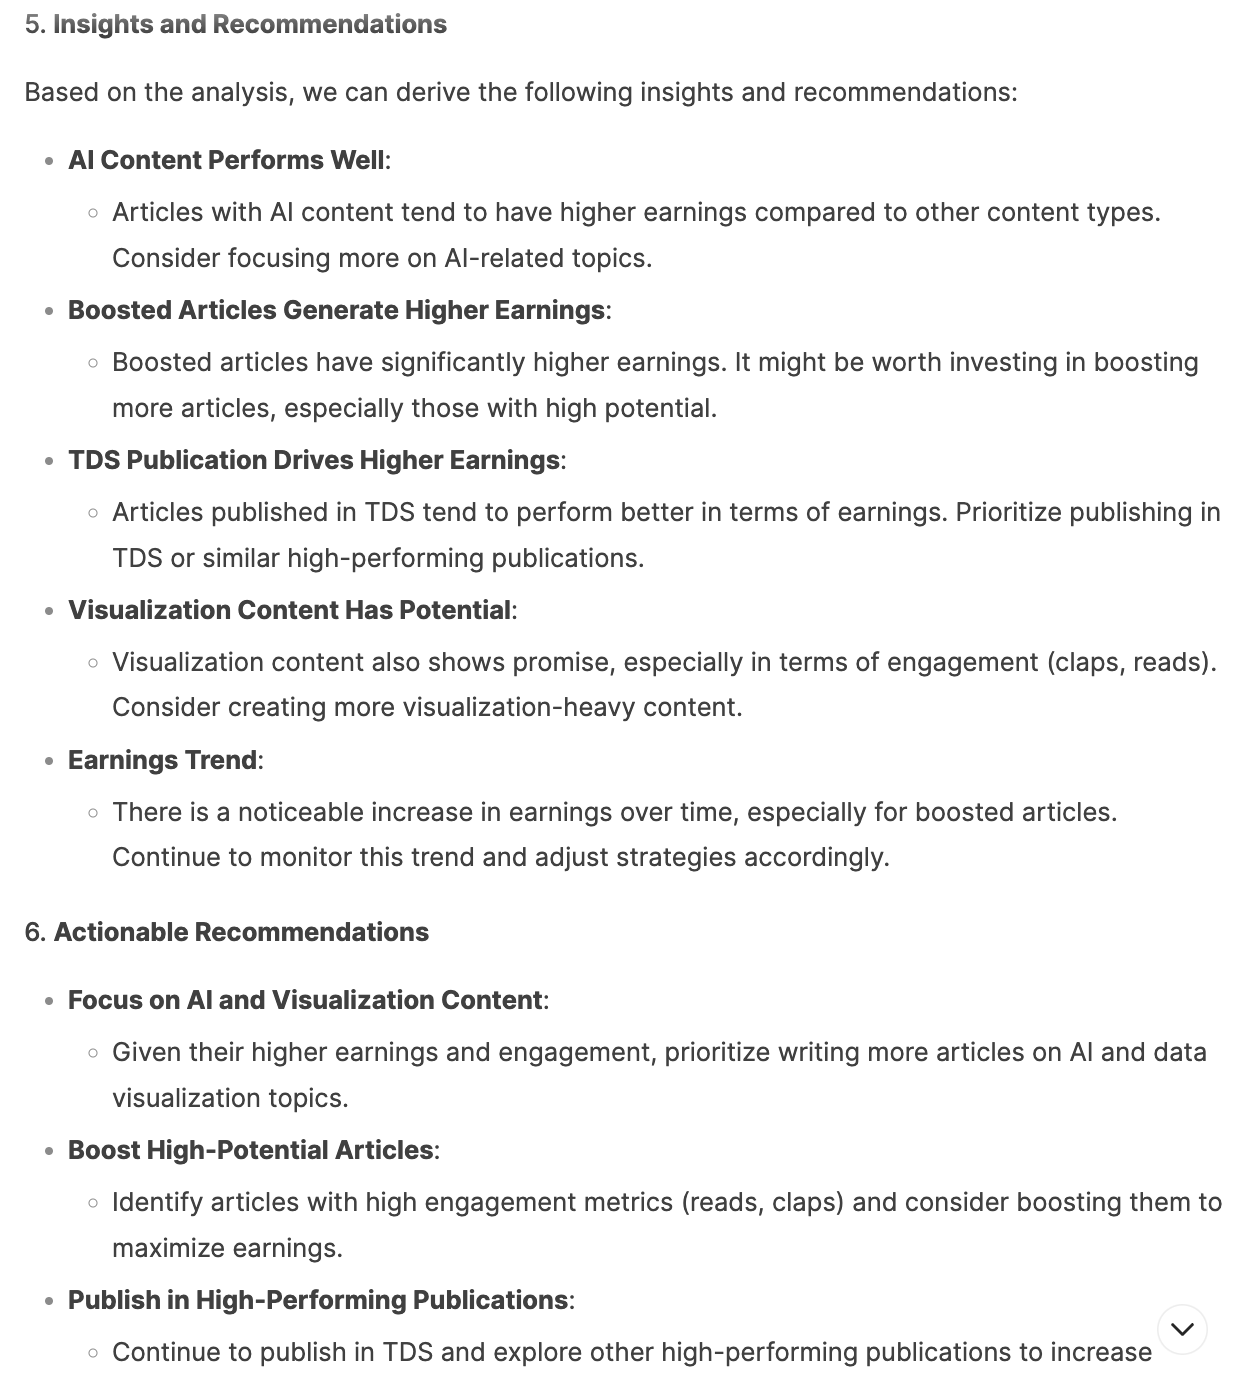 5. Insights and Recommendations
Based on the analysis, we can derive the following insights and recommendations:
• AI Content Performs Well:
○ Articles with AI content tend to have higher earnings compared to other content types.
Consider focusing more on AI-related topics.
• Boosted Articles Generate Higher Earnings:
○ Boosted articles have significantly higher earnings. It might be worth investing in boosting
more articles, especially those with high potential.
• TDS Publication Drives Higher Earnings:
○ Articles published in TDS tend to perform better in terms of earnings. Prioritize publishing in
TDS or similar high-performing publications.
• Visualization Content Has Potential:
○ Visualization content also shows promise, especially in terms of engagement (claps, reads).
Consider creating more visualization-heavy content.
• Earnings Trend:
○ There is a noticeable increase in earnings over time, especially for boosted articles.
Continue to monitor this trend and adjust strategies accordingly.
6. Actionable Recommendations
• Focus on AI and Visualization Content:
○ Given their higher earnings and engagement, prioritize writing more articles on AI and data
visualization topics.
• Boost High-Potential Articles:
○ Identify articles with high engagement metrics (reads, claps) and consider boosting them to
maximize earnings.
• Publish in High-Performing Publications:
○ Continue to publish in TDS and explore other high-performing publications to increase